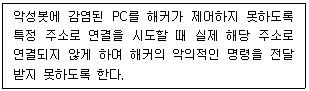 악성봇에 감염된 PC를 해커가 제어하지 못하도록
특정 주소로 연결을 시도할 때 실제 해당 주소로
연결되지 않게 하여 해커의 악의적인 명령을 전달
받지 못하도록 한다.